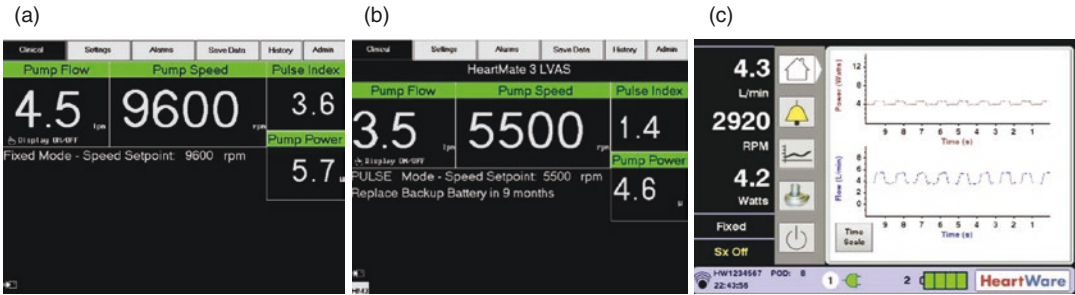 (a)
Clinical Settings Alarms Save Data History Admin
Pump Flow Pump Speed Pulse Index
4.5 lpm 9600 rpm 3.6
Display ON/OFF
Pump Power
Fixed Mode - Speed Setpoint: 9600 rpm
5.7 w
(b)
Clinical Settings Alarms Save Data History Admin
HeartMate 3 LVAS
Pump Flow Pump Speed Pulse Index
3.5 lpm 5500 rpm 1.4
Display ON/OFF
Pump Power
PULSE Mode - Speed Setpoint: 5500 rpm
4.6
Replace Backup Battery in 9 months
HM3
(c)
4.3
L/min
2920
RPM
4.2
Watts
Fixed
Sx Off
Power (Watts)
12
8
4
9 8 7 6 5 4 3 2 1
Time (s)
Flow (L/min)
8
6
4
2
0
9 8 7 6 5 4 3 2 1
Time (s)
Time
Scale
HW1234567 POD: 8
22:43:56
1
2
HeartWare